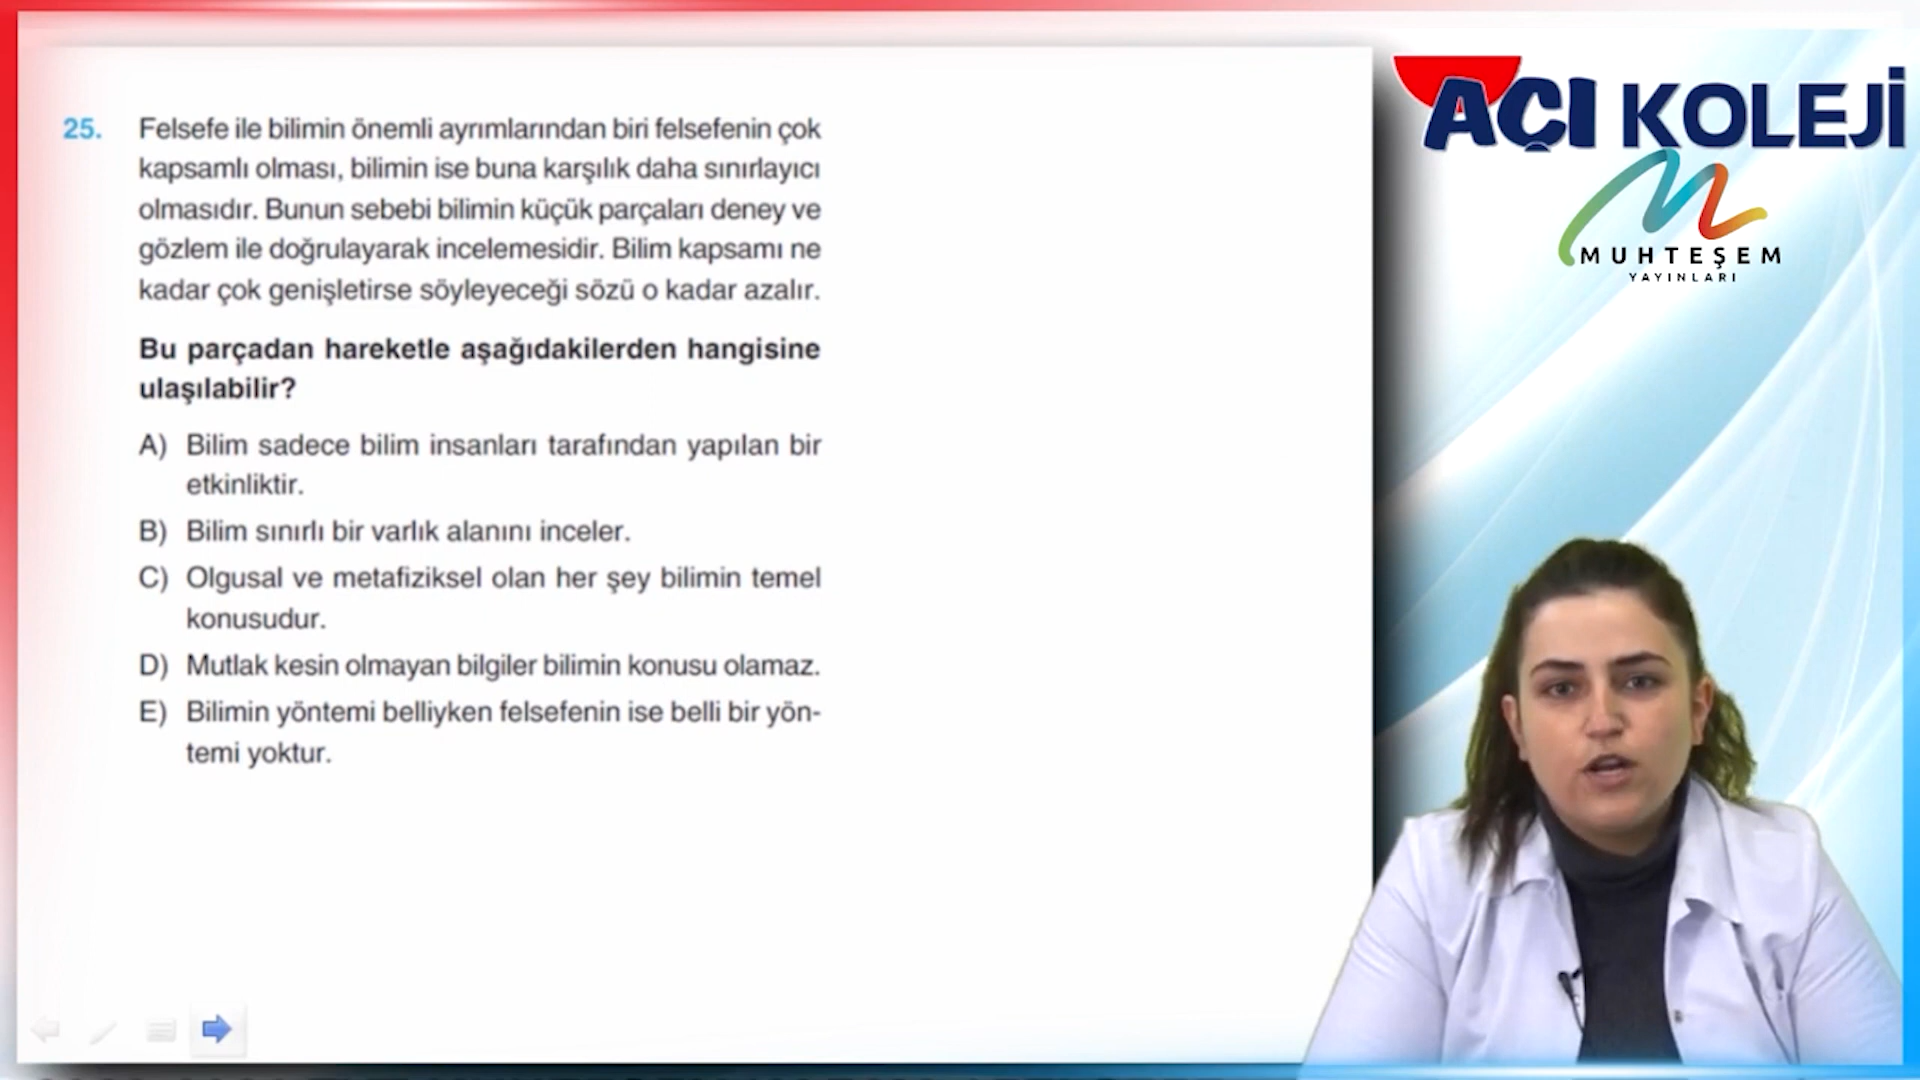 AÇI KOLEJİ
MUHTEŞEM
YAYINLARI
25. Felsefe ile bilimin önemli ayrımlarından biri felsefenin çok
kapsamlı olması, bilimin ise buna karşılık daha sınırlayıcı
olmasıdır. Bunun sebebi bilimin küçük parçaları deney ve
gözlem ile doğrulayarak incelemesidir. Bilim kapsamı ne
kadar çok genişletirse söyleyeceği sözü o kadar azalır.
Bu parçadan hareketle aşağıdakilerden hangisine
ulaşılabilir?
A) Bilim sadece bilim insanları tarafından yapılan bir
etkinliktir.
B) Bilim sınırlı bir varlık alanını inceler.
C) Olgusal ve metafiziksel olan her şey bilimin temel
konusudur.
D) Mutlak kesin olmayan bilgiler bilimin konusu olamaz.
E) Bilimin yöntemi belliyken felsefenin ise belli bir yön-
temi yoktur.